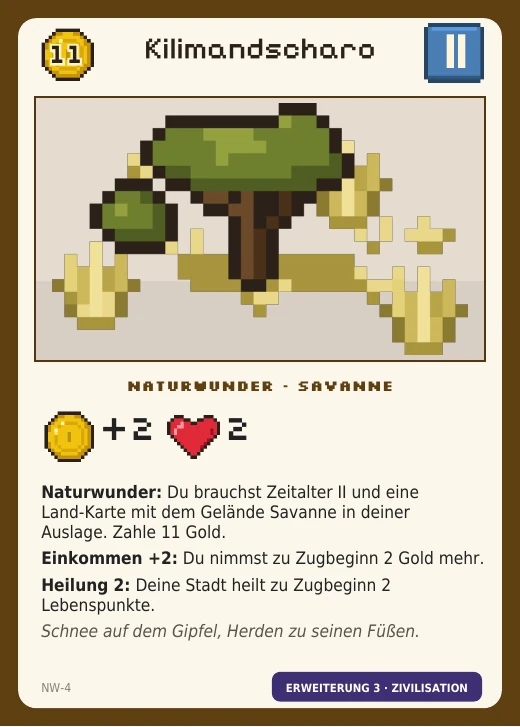 11
Kilimandscharo
II
NATURWUNDER - SAVANNE
+2 2
Naturwunder: Du brauchst Zeitalter II und eine
Land-Karte mit dem Gelände Savanne in deiner
Auslage. Zahle 11 Gold.
Einkommen +2: Du nimmst zu Zugbeginn 2 Gold mehr.
Heilung 2: Deine Stadt heilt zu Zugbeginn 2
Lebenspunkte.
Schnee auf dem Gipfel, Herden zu seinen Füßen.
NW-4
ERWEITERUNG 3 · ZIVILISATION